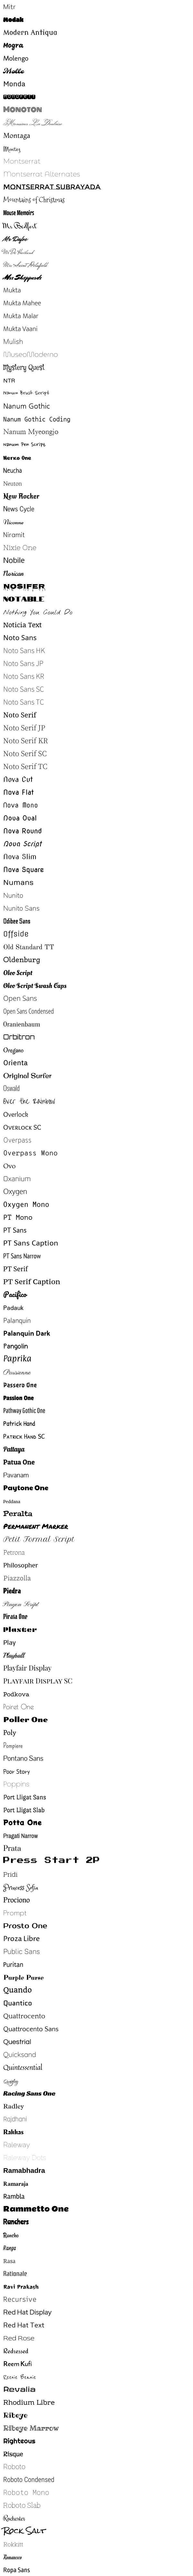 Mitr
Modak
Modern Antiqua
Mogra
Molengo
Molle
Monda
Monofett
Monoton
Monsieur La Doulaise
Montaga
Montez
Montserrat
Montserrat Alternates
Montserrat Subrayada
Mountains of Christmas
Mouse Memoirs
Mr Bedfort
Mr Dafoe
Mr De Haviland
Mrs Saint Delafield
Mrs Sheppards
Mukta
Mukta Mahee
Mukta Malar
Mukta Vaani
Mulish
MuseoModerno
Mystery Quest
NTR
Nanum Brush Script
Nanum Gothic
Nanum Gothic Coding
Nanum Myeongjo
Nanum Pen Script
Nerko One
Neucha
Neuton
New Rocker
News Cycle
Niconne
Niramit
Nixie One
Nobile
Norican
Nosifer
Notable
Nothing You Could Do
Noticia Text
Noto Sans
Noto Sans HK
Noto Sans JP
Noto Sans KR
Noto Sans SC
Noto Sans TC
Noto Serif
Noto Serif JP
Noto Serif KR
Noto Serif SC
Noto Serif TC
Nova Cut
Nova Flat
Nova Mono
Nova Oval
Nova Round
Nova Script
Nova Slim
Nova Square
Numans
Nunito
Nunito Sans
Odibee Sans
Offside
Old Standard TT
Oldenburg
Oleo Script
Oleo Script Swash Caps
Open Sans
Open Sans Condensed
Oranienbaum
Orbitron
Oregano
Orienta
Original Surfer
Oswald
Over the Rainbow
Overlock
Overlock SC
Overpass
Overpass Mono
Ovo
Oxanium
Oxygen
Oxygen Mono
PT Mono
PT Sans
PT Sans Caption
PT Sans Narrow
PT Serif
PT Serif Caption
Pacifico
Padauk
Palanquin
Palanquin Dark
Pangolin
Paprika
Parisienne
Passero One
Passion One
Pathway Gothic One
Patrick Hand
Patrick Hand SC
Pattaya
Patua One
Pavanam
Paytone One
Peddana
Peralta
Permanent Marker
Petit Formal Script
Petrona
Philosopher
Piazzolla
Piedra
Pinyon Script
Pirata One
Plaster
Play
Playball
Playfair Display
Playfair Display SC
Podkova
Poiret One
Poller One
Poly
Pompiere
Pontano Sans
Poor Story
Poppins
Port Lligat Sans
Port Lligat Slab
Potta One
Pragati Narrow
Prata
Press Start 2P
Pridi
Princess Sofia
Prociono
Prompt
Prosto One
Proza Libre
Public Sans
Puritan
Purple Purse
Quando
Quantico
Quattrocento
Quattrocento Sans
Questrial
Quicksand
Quintessential
Qwigley
Racing Sans One
Radley
Rajdhani
Rakkas
Raleway
Raleway Dots
Ramabhadra
Ramaraja
Rambla
Rammetto One
Ranchers
Rancho
Ranga
Rasa
Rationale
Ravi Prakash
Recursive
Red Hat Display
Red Hat Text
Red Rose
Redressed
Reem Kufi
Reenie Beanie
Revalia
Ribeye
Ribeye Marrow
Righteous
Risque
Roboto
Roboto Condensed
Roboto Mono
Roboto Slab
Rochester
Rock Salt
Rokkitt
Romanesco
Ropa Sans